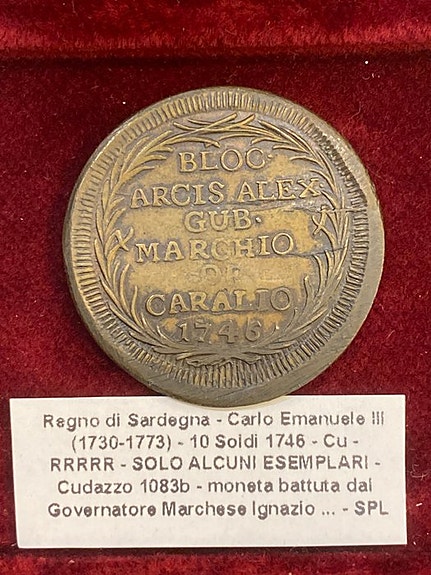 BLOC·
ARCIS ALEX
GUB·
MARCHIO
DE
CARALIO
1746
Regno di Sardegna - Carlo Emanuele III
(1730-1773) - 10 Soldi 1746 - Cu -
RRRRR - SOLO ALCUNI ESEMPLARI -
Cudazzo 1083b - moneta battuta dal
Governatore Marchese Ignazio ... - SPL